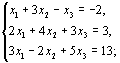 x₁ + 3x₂ − x₃ = −2,
2x₁ + 4x₂ + 3x₃ = 3,
3x₁ − 2x₂ + 5x₃ = 13;